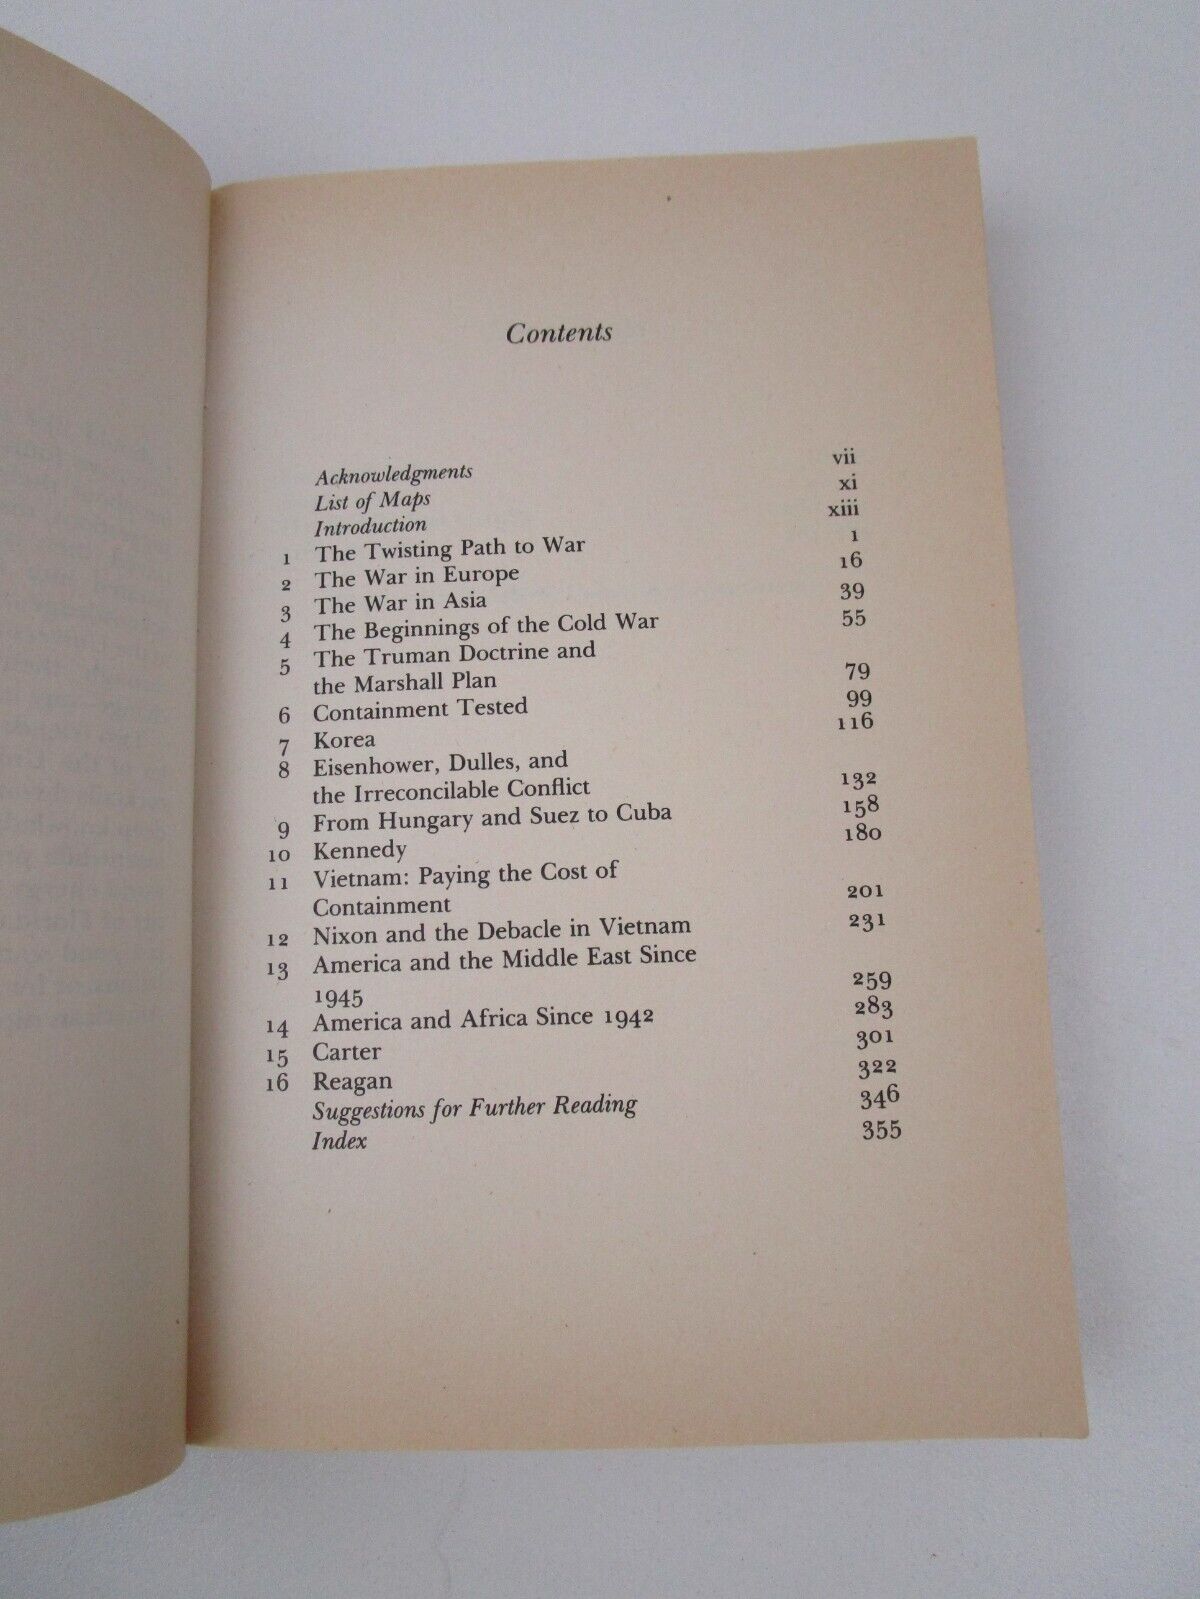 Contents
Acknowledgments vii
List of Maps xi
Introduction xiii
1 The Twisting Path to War 1
2 The War in Europe 16
3 The War in Asia 39
4 The Beginnings of the Cold War 55
5 The Truman Doctrine and
the Marshall Plan 79
6 Containment Tested 99
7 Korea 116
8 Eisenhower, Dulles, and
the Irreconcilable Conflict 132
9 From Hungary and Suez to Cuba 158
10 Kennedy 180
11 Vietnam: Paying the Cost of
Containment 201
12 Nixon and the Debacle in Vietnam 231
13 America and the Middle East Since
1945 259
14 America and Africa Since 1942 283
15 Carter 301
16 Reagan 322
Suggestions for Further Reading 346
Index 355